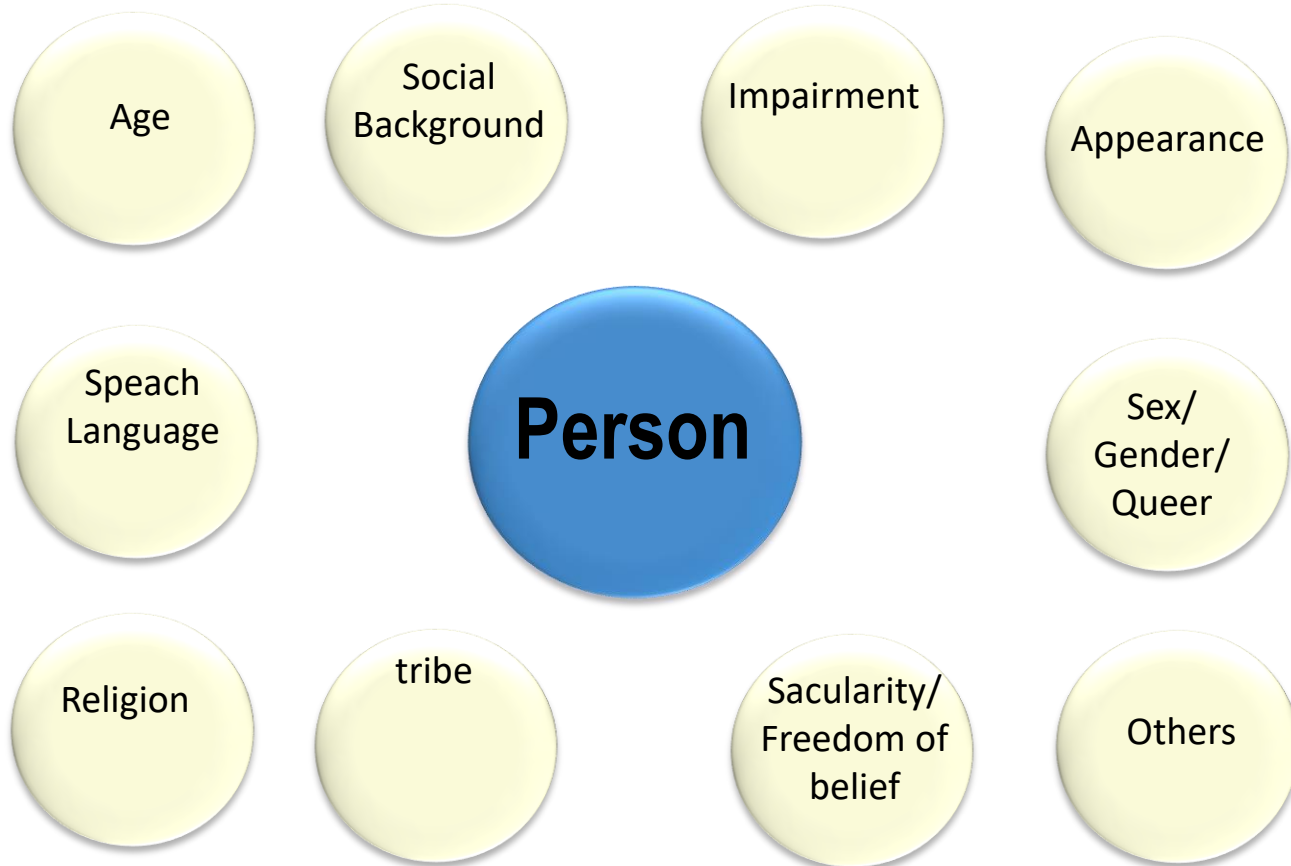 Age
Social
Background
Impairment
Appearance
Speach
Language
Person
Sex/
Gender/
Queer
Religion
tribe
Sacularity/
Freedom of
belief
Others